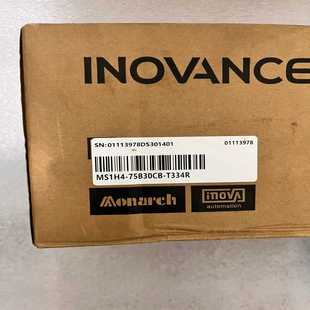 INOVANCE
SN:01113978DS301401
01113978
MS1H4-75B30CB-T334R
Monarch
inova
automation